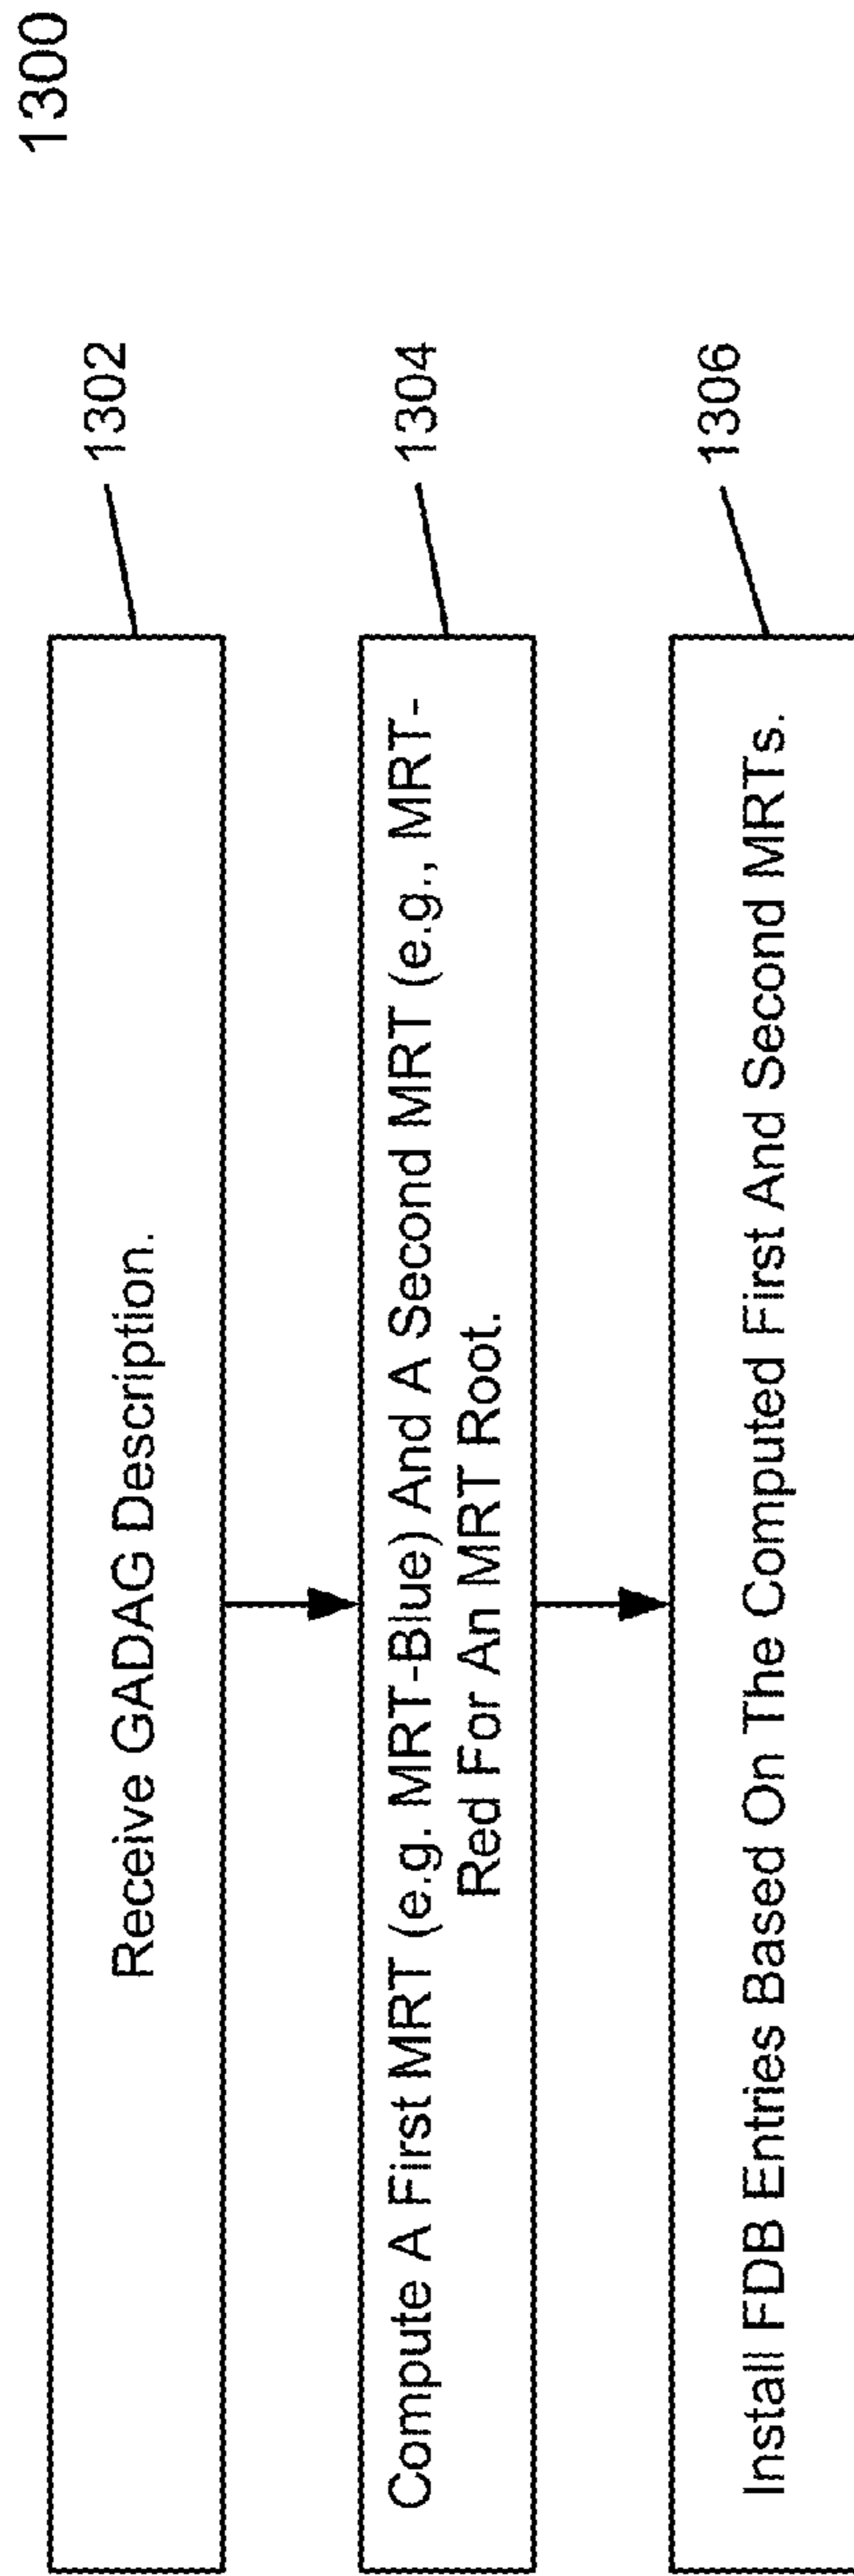 1300
Receive GADAG Description.
1302
Compute A First MRT (e.g. MRT-Blue) And A Second MRT (e.g., MRT-
Red For An MRT Root.
1304
Install FDB Entries Based On The Computed First And Second MRTs.
1306